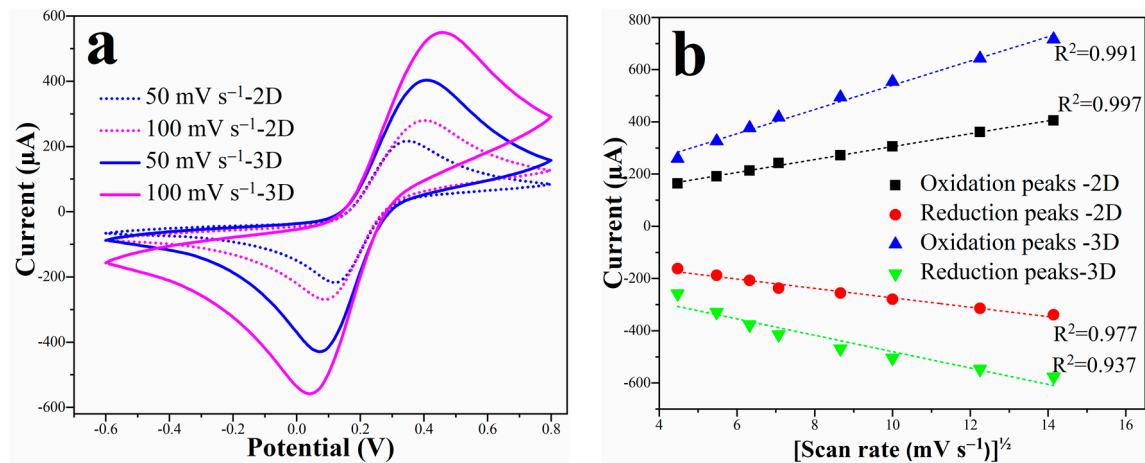 a
600
400
200
0
-200
-400
-600
Current (µA)
50 mV s⁻¹-2D
100 mV s⁻¹-2D
50 mV s⁻¹-3D
100 mV s⁻¹-3D
-0.6 -0.4 -0.2 0.0 0.2 0.4 0.6 0.8
Potential (V)
b
800
600
400
200
0
-200
-400
-600
Current (µA)
R²=0.991
R²=0.997
Oxidation peaks -2D
Reduction peaks -2D
Oxidation peaks -3D
Reduction peaks-3D
R²=0.977
R²=0.937
4 6 8 10 12 14 16
[Scan rate (mV s⁻¹)]^½